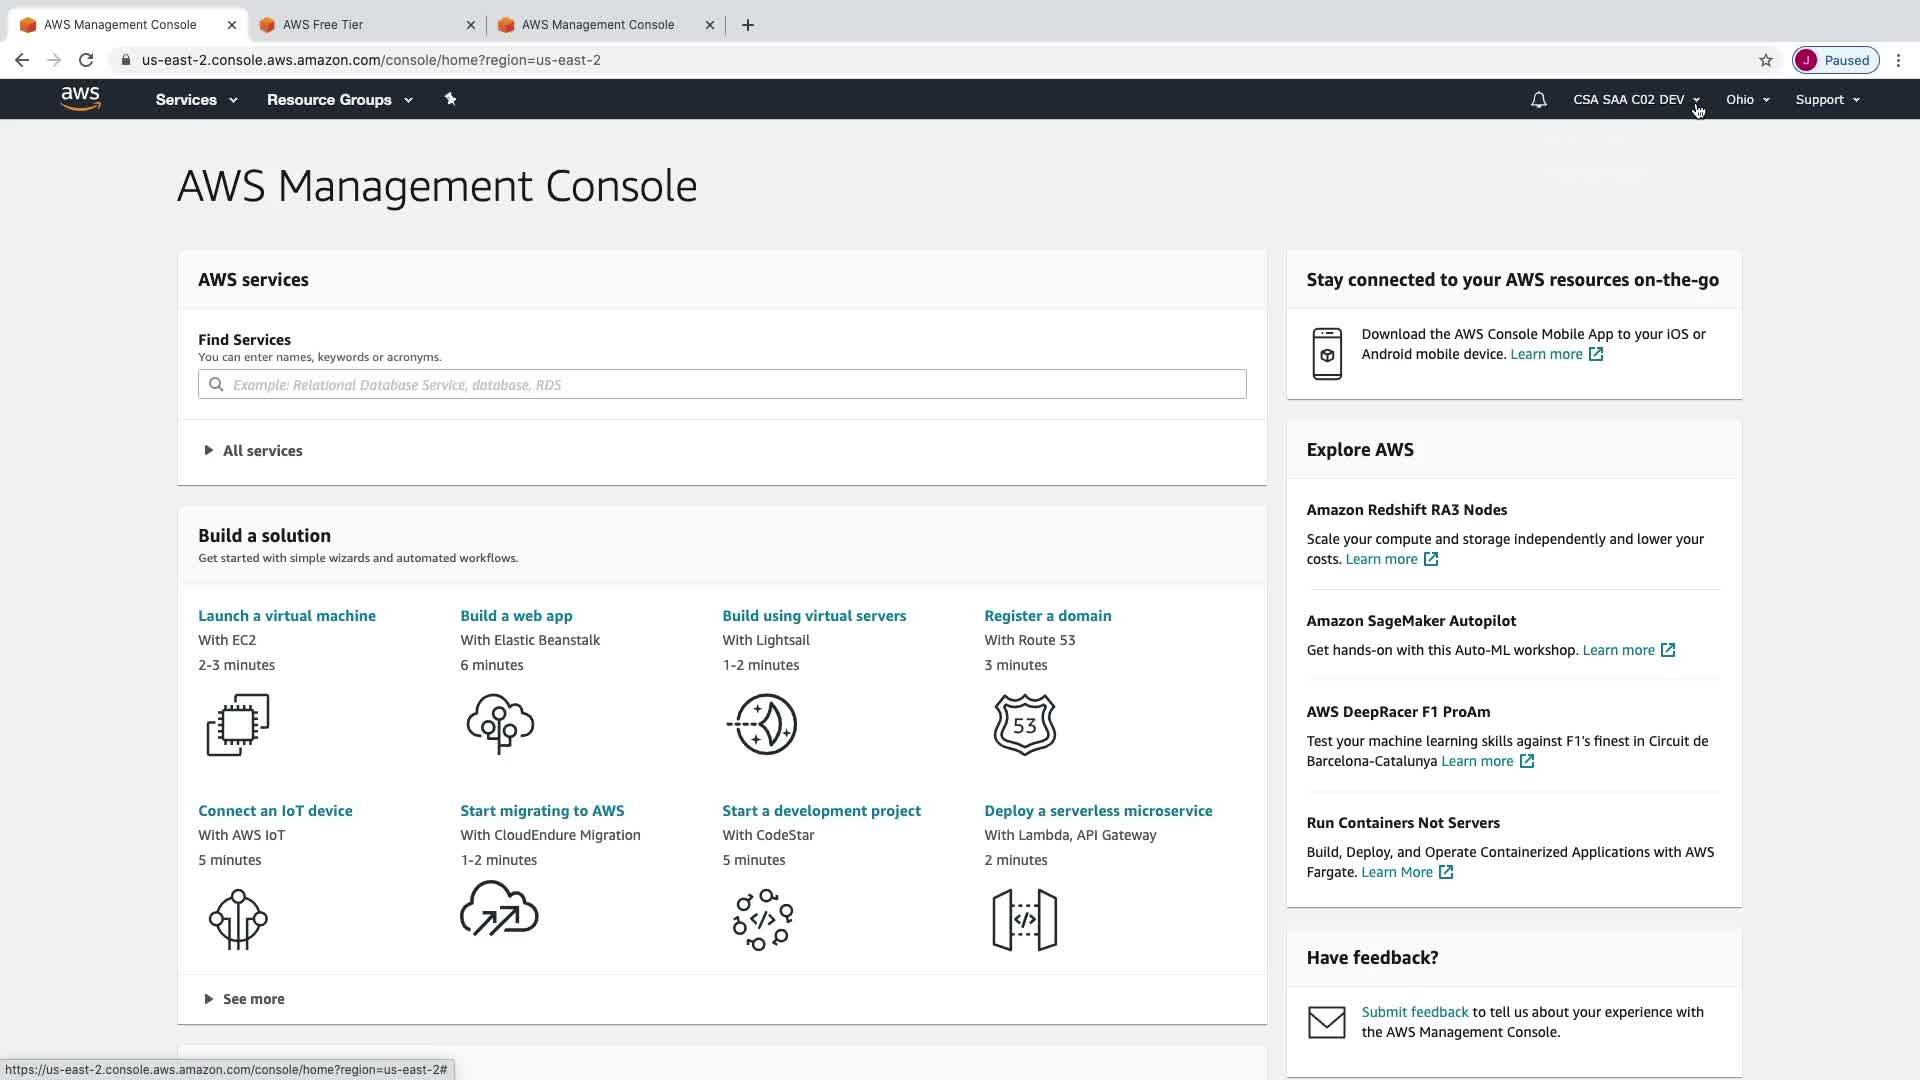 AWS Management Console
AWS Free Tier
AWS Management Console
us-east-2.console.aws.amazon.com/console/home?region=us-east-2
J
Paused
aws
Services
Resource Groups
CSA SAA C02 DEV
Ohio
Support
AWS Management Console
AWS services
Find Services
You can enter names, keywords or acronyms.
Example: Relational Database Service, database, RDS
All services
Build a solution
Get started with simple wizards and automated workflows.
Launch a virtual machine
With EC2
2-3 minutes
Build a web app
With Elastic Beanstalk
6 minutes
Build using virtual servers
With Lightsail
1-2 minutes
Register a domain
With Route 53
3 minutes
53
Connect an IoT device
With AWS IoT
5 minutes
Start migrating to AWS
With CloudEndure Migration
1-2 minutes
Start a development project
With CodeStar
5 minutes
</>
Deploy a serverless microservice
With Lambda, API Gateway
2 minutes
</>
See more
Stay connected to your AWS resources on-the-go
Download the AWS Console Mobile App to your iOS or
Android mobile device. Learn more
Explore AWS
Amazon Redshift RA3 Nodes
Scale your compute and storage independently and lower your
costs. Learn more
Amazon SageMaker Autopilot
Get hands-on with this Auto-ML workshop. Learn more
AWS DeepRacer F1 ProAm
Test your machine learning skills against F1's finest in Circuit de
Barcelona-Catalunya Learn more
Run Containers Not Servers
Build, Deploy, and Operate Containerized Applications with AWS
Fargate. Learn More
Have feedback?
Submit feedback to tell us about your experience with
the AWS Management Console.
https://us-east-2.console.aws.amazon.com/console/home?region=us-east-2#